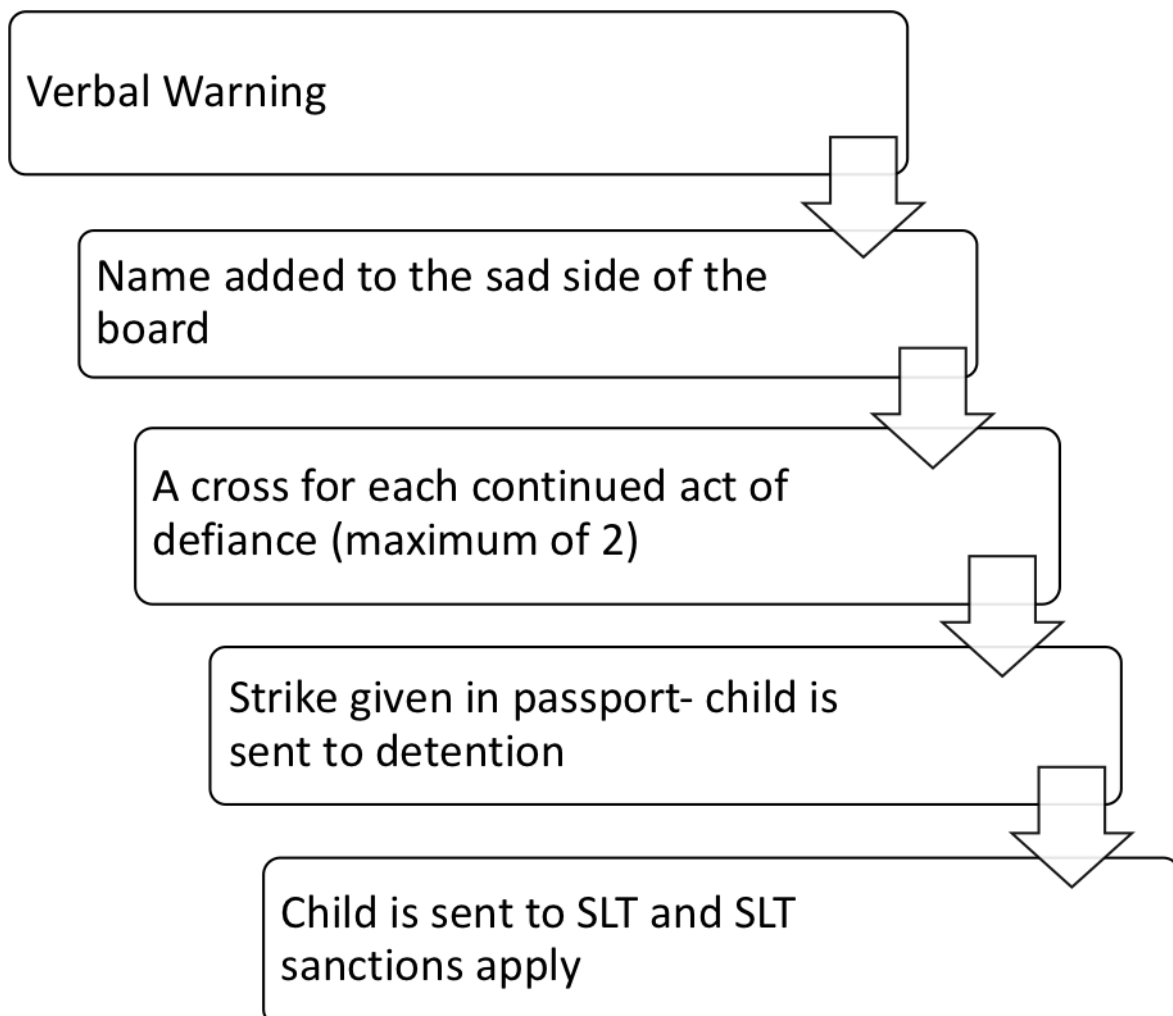 Verbal Warning
Name added to the sad side of the
board
A cross for each continued act of
defiance (maximum of 2)
Strike given in passport- child is
sent to detention
Child is sent to SLT and SLT
sanctions apply